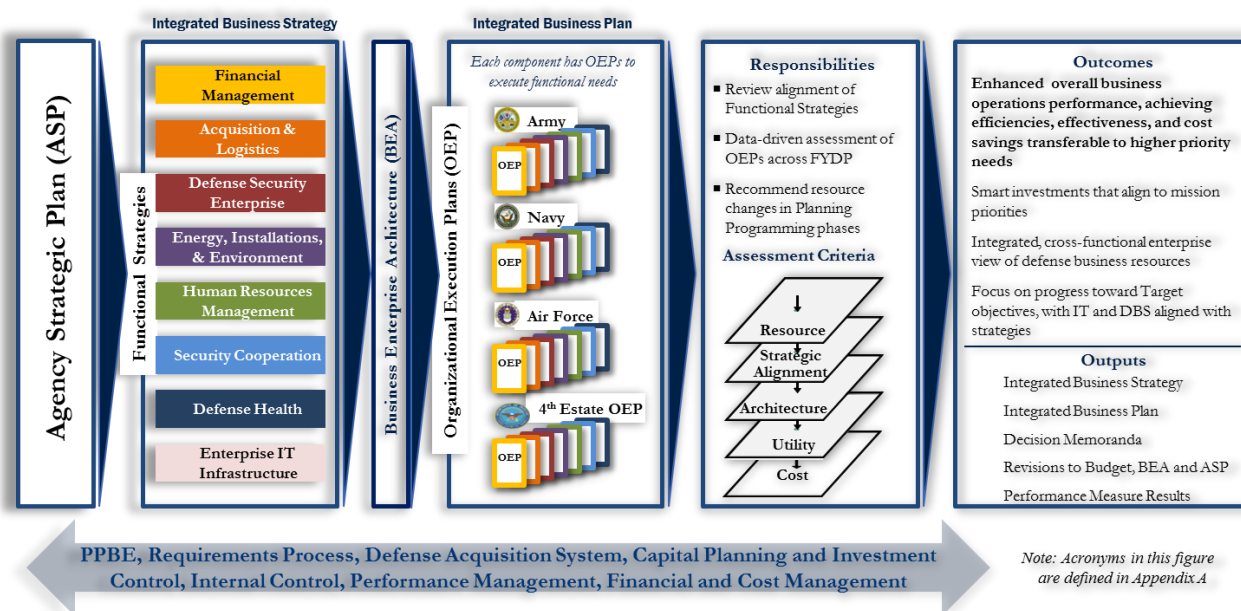 Integrated Business Strategy
Integrated Business Plan
Agency Strategic Plan (ASP)
Functional Strategies
Financial
Management
Acquisition &
Logistics
Defense Security
Enterprise
Energy, Installations,
& Environment
Human Resources
Management
Security Cooperation
Defense Health
Enterprise IT
Infrastructure
Business Enterprise Architecture (BEA)
Organizational Execution Plans (OEP)
Each component has OEPs to
execute functional needs
Army
OEP
Navy
OEP
Air Force
OEP
4th Estate OEP
OEP
Responsibilities
▪ Review alignment of
Functional Strategies
▪ Data-driven assessment of
OEPs across FYDP
▪ Recommend resource
changes in Planning
Programming phases
Assessment Criteria
Resource
Strategic
Alignment
Architecture
Utility
Cost
Outcomes
Enhanced overall business
operations performance, achieving
efficiencies, effectiveness, and cost
savings transferable to higher priority
needs
Smart investments that align to mission
priorities
Integrated, cross-functional enterprise
view of defense business resources
Focus on progress toward Target
objectives, with IT and DBS aligned with
strategies
Outputs
Integrated Business Strategy
Integrated Business Plan
Decision Memoranda
Revisions to Budget, BEA and ASP
Performance Measure Results
PPBE, Requirements Process, Defense Acquisition System, Capital Planning and Investment
Control, Internal Control, Performance Management, Financial and Cost Management
Note: Acronyms in this figure
are defined in Appendix A